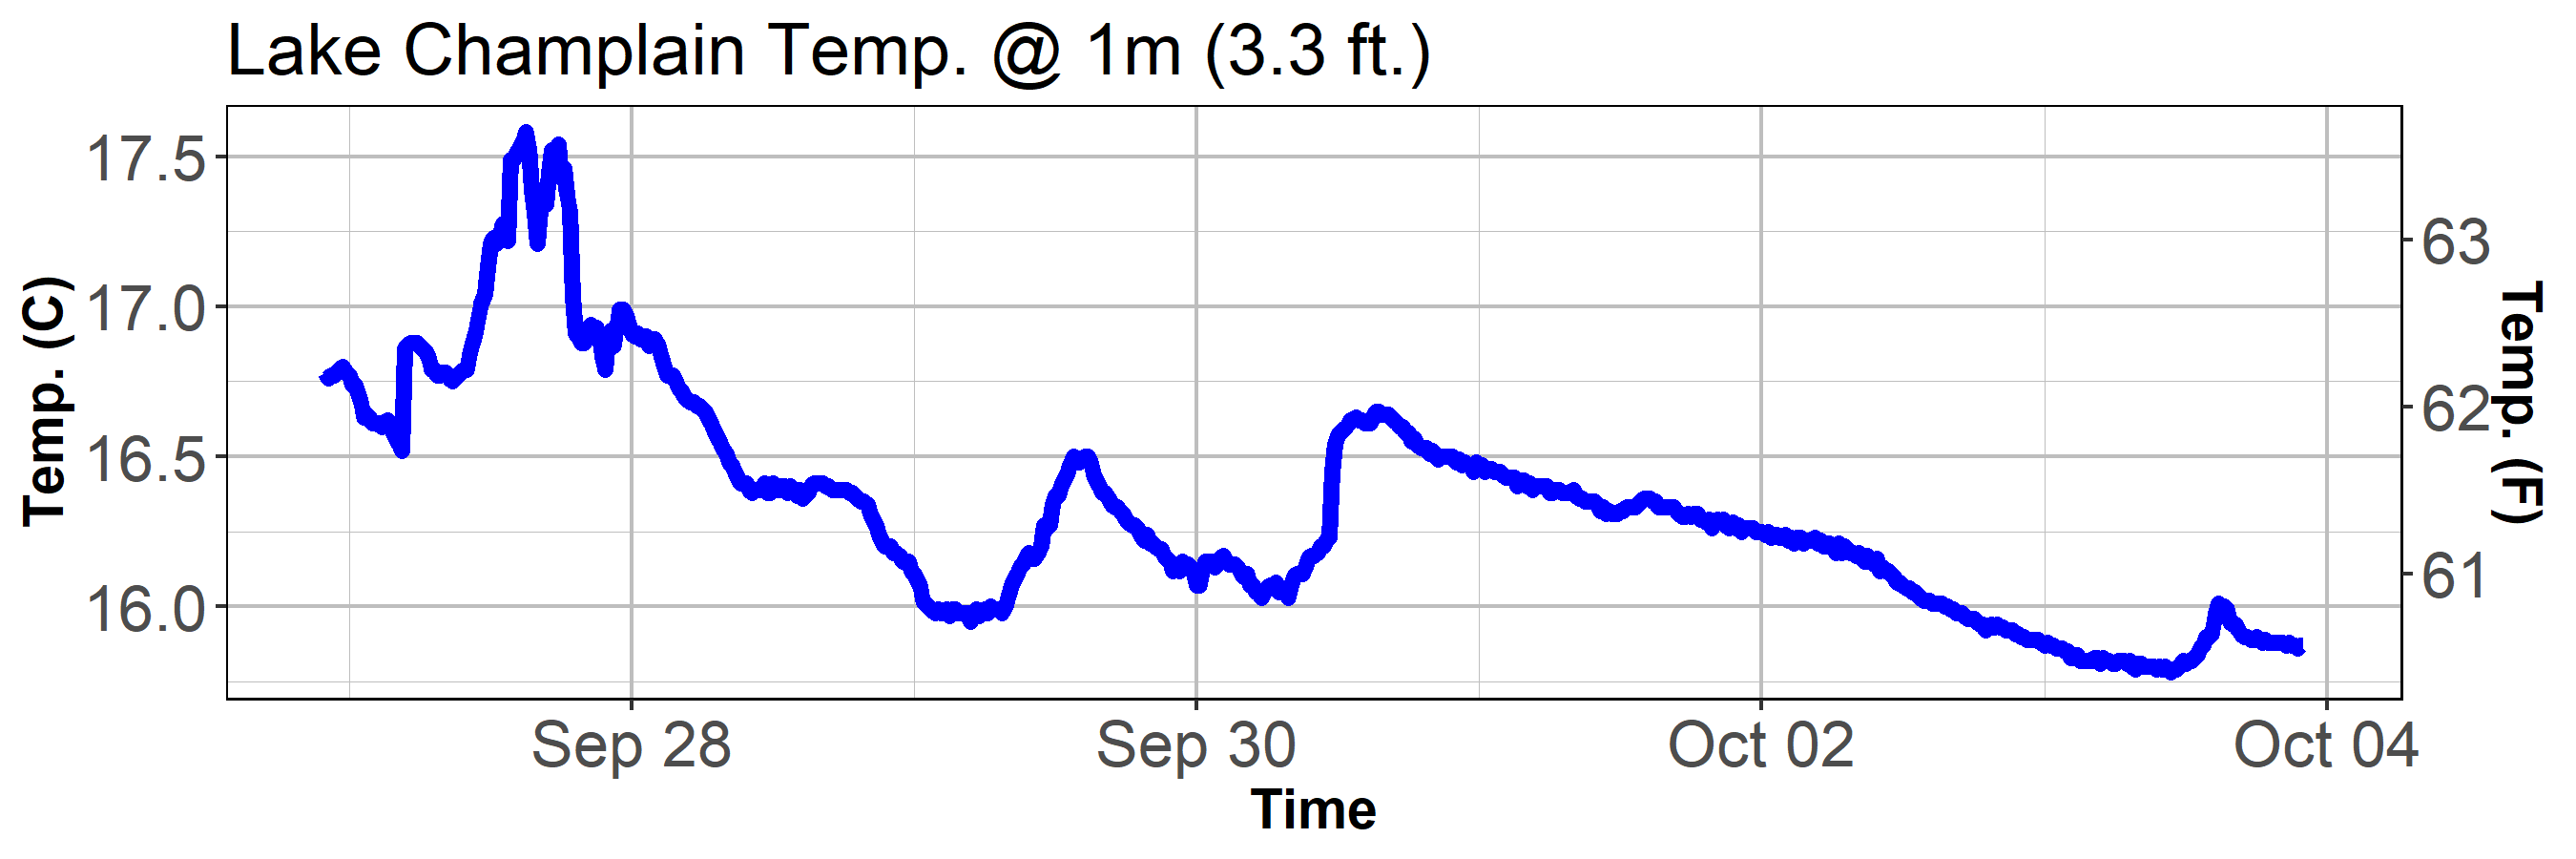 Lake Champlain Temp. @ 1m (3.3 ft.)
17.5
17.0
16.5
16.0
Temp. (C)
63
62
61
Temp. (F)
Sep 28 Sep 30 Oct 02 Oct 04
Time